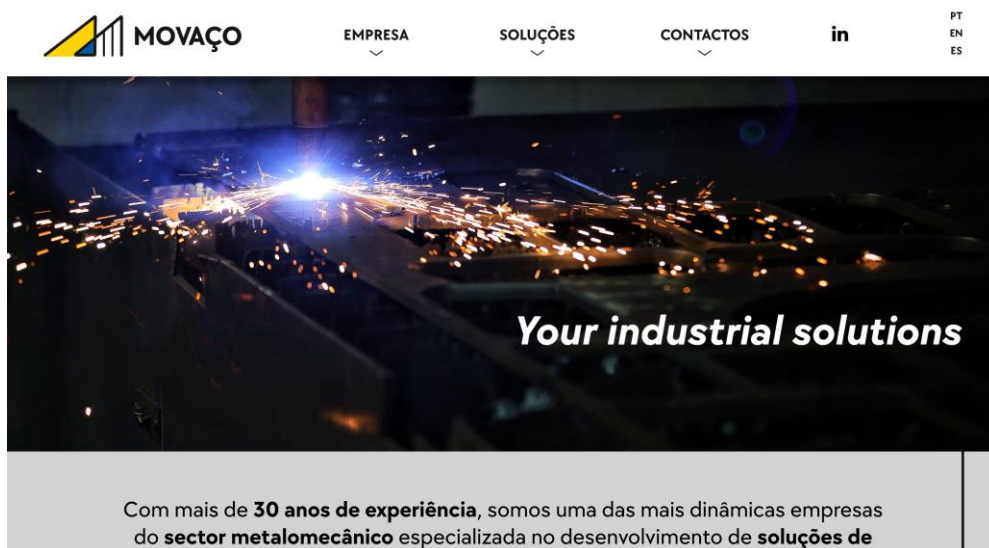 MOVAÇO
EMPRESA
SOLUÇÕES
CONTACTOS
in
PT
EN
ES
Your industrial solutions
Com mais de 30 anos de experiência, somos uma das mais dinâmicas empresas
do sector metalomecânico especializada no desenvolvimento de soluções de